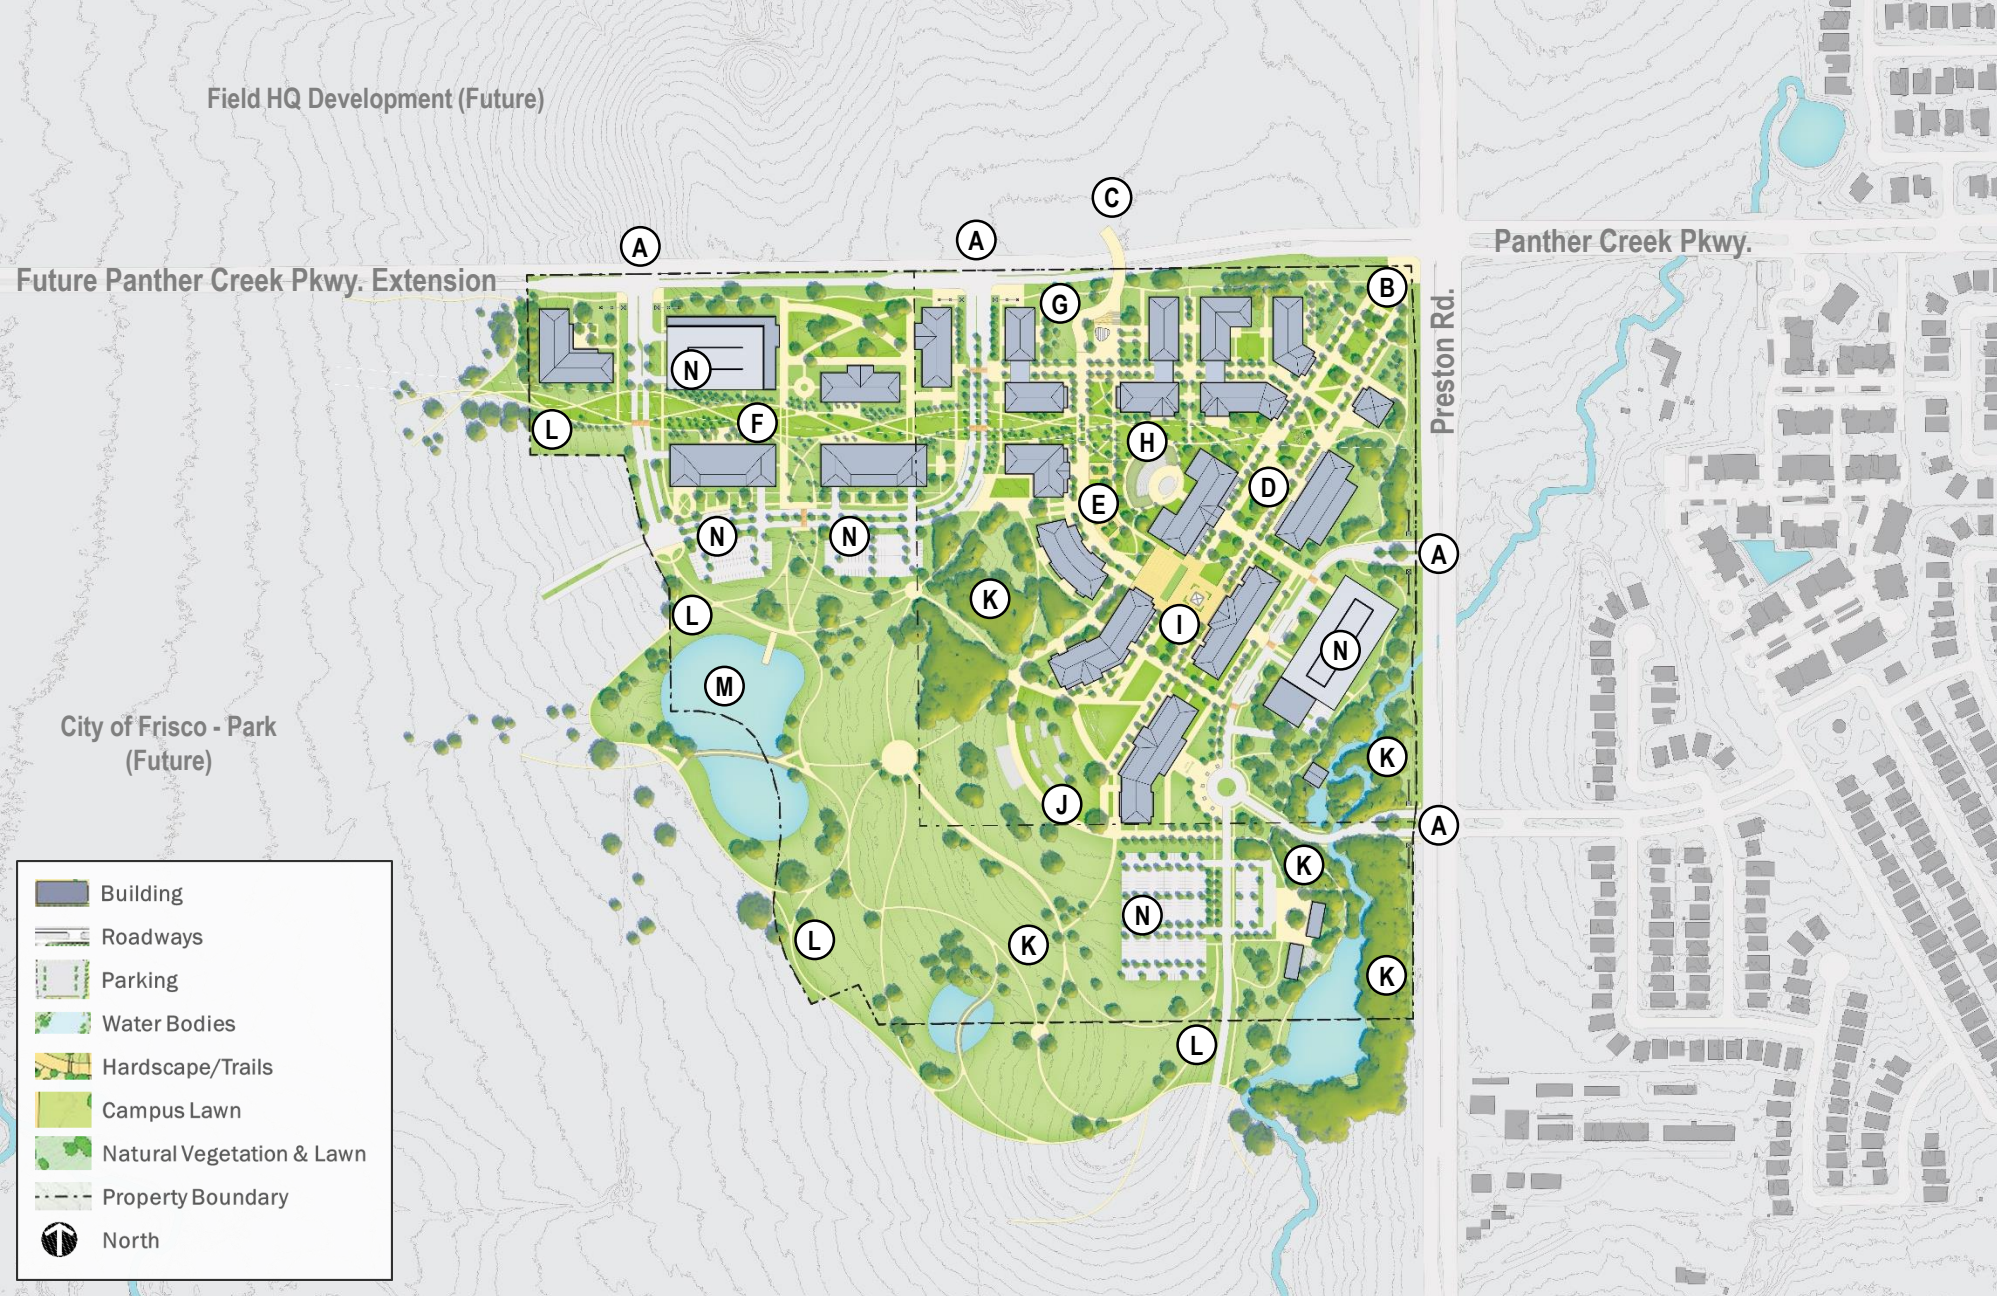 Field HQ Development (Future)
C
A
A
Panther Creek Pkwy.
Future Panther Creek Pkwy. Extension
B
G
Preston Rd.
N
F
L
H
D
E
N
N
A
K
L
I
N
M
City of Frisco - Park
(Future)
K
J
A
K
N
L
K
K
L
Building
Roadways
Parking
Water Bodies
Hardscape/Trails
Campus Lawn
Natural Vegetation & Lawn
Property Boundary
North